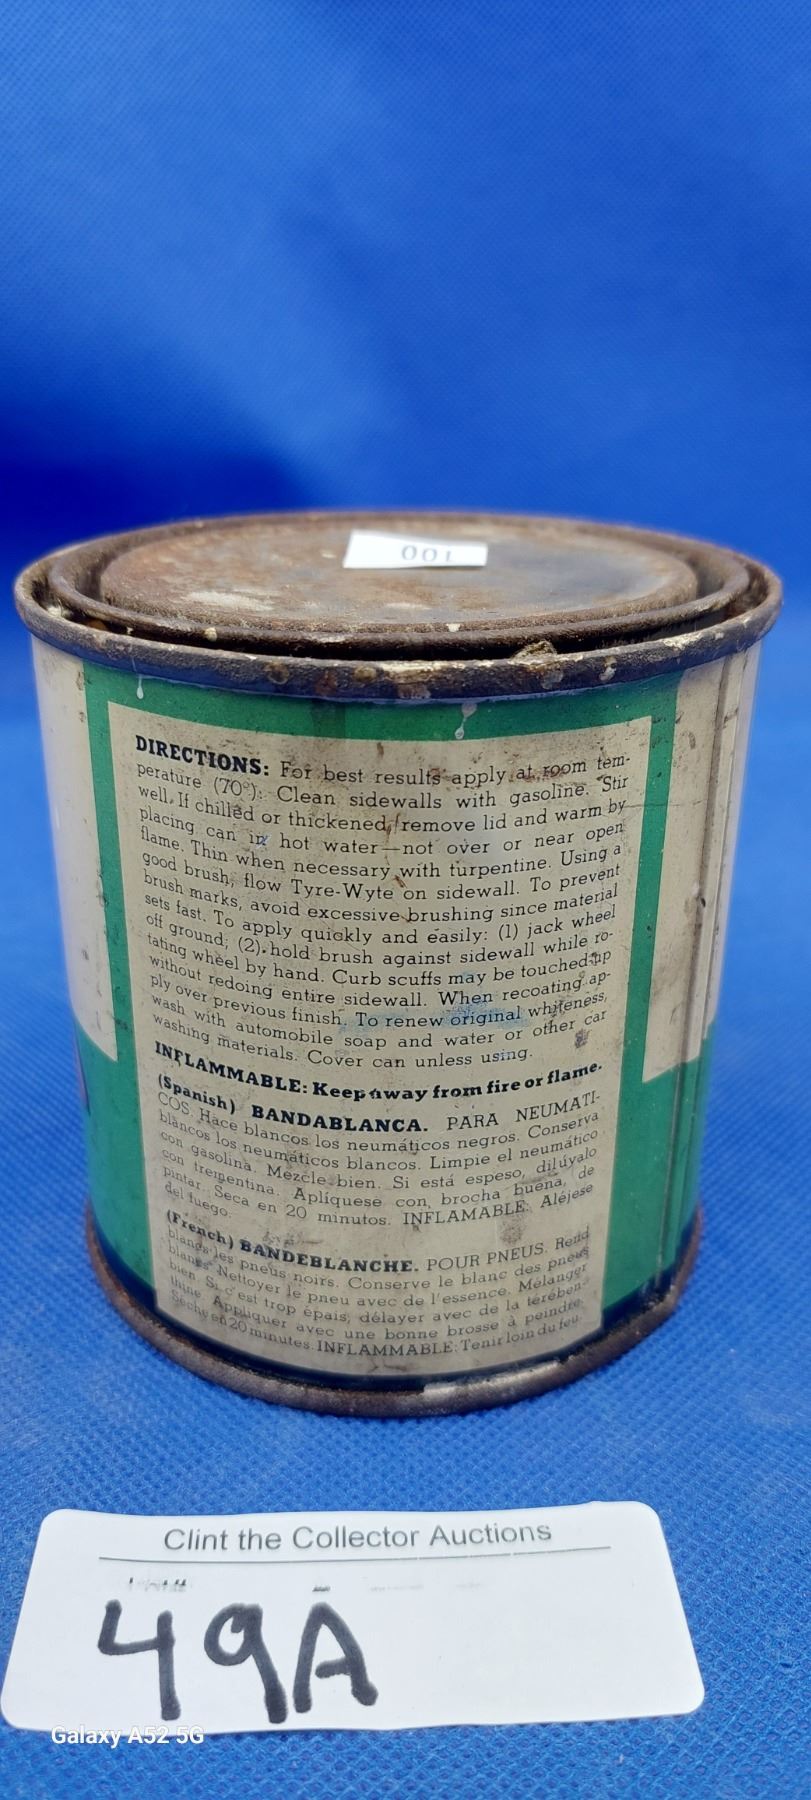 001
DIRECTIONS: For best results apply at room tem-
perature (70°): Clean sidewalls with gasoline. Stir
well. If chilled or thickened, remove lid and warm by
placing can in hot water—not over or near open
flame. Thin when necessary with turpentine. Using a
good brush, flow Tyre-Wyte on sidewall. To prevent
brush marks, avoid excessive brushing since material
sets fast. To apply quickly and easily: (1) jack wheel
off ground; (2) hold brush against sidewall while ro-
tating wheel by hand. Curb scuffs may be touched up
without redoing entire sidewall. When recoating ap-
ply over previous finish. To renew original whiteness,
wash with automobile soap and water or other car
washing materials. Cover can unless using.
INFLAMMABLE: Keep away from fire or flame.
(Spanish) BANDABLANCA. PARA NEUMATI-
COS. Hace blancos los neumáticos negros. Conserva
blancos los neumáticos blancos. Limpie el neumático
con gasolina. Mezcle bien. Si está espeso, dilúyalo
con trementina. Aplíquese con brocha buena, de
pintar. Seca en 20 minutos. INFLAMABLE: Aléjese
del fuego.
(French) BANDEBLANCHE. POUR PNEUS. Rend
blancs les pneus noirs. Conserve le blanc des pneus
blancs. Nettoyer le pneu avec de l'essence. Mélanger
bien. Si c'est trop épais, délayer avec de la térében-
thine. Appliquer avec une bonne brosse à peindre.
Sèche en 20 minutes. INFLAMMABLE: Tenir loin du feu.
Clint the Collector Auctions
49A
Galaxy A52 5G